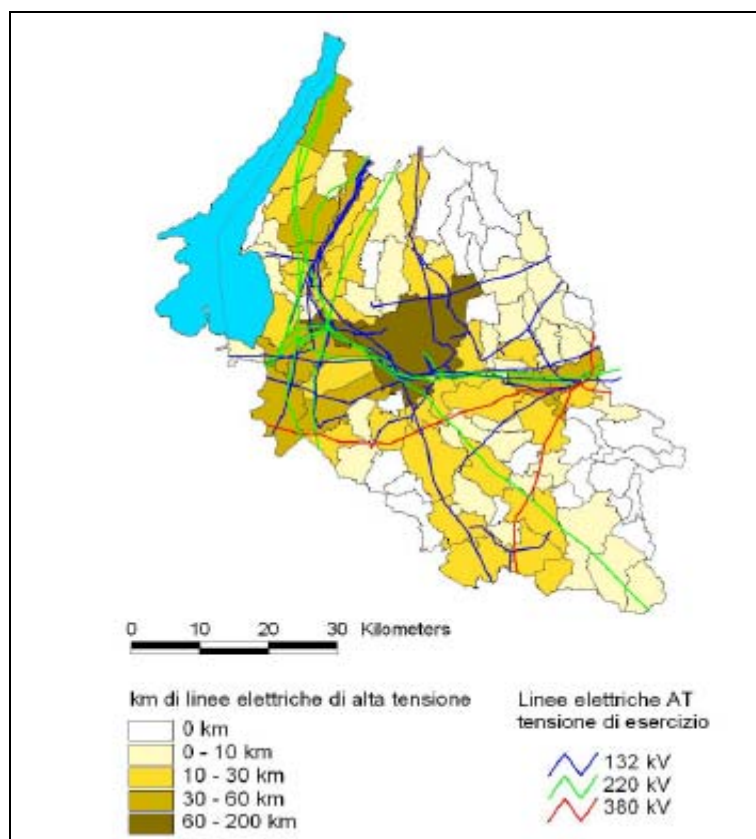 0 10 20 30 Kilometers
km di linee elettriche di alta tensione
0 km
0 - 10 km
10 - 30 km
30 - 60 km
60 - 200 km
Linee elettriche AT
tensione di esercizio
132 kV
220 kV
380 kV